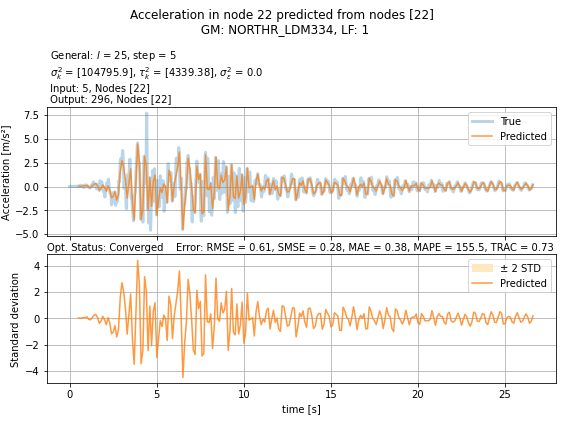 Acceleration in node 22 predicted from nodes [22]
GM: NORTHR_LDM334, LF: 1
General: l = 25, step = 5
σ²ₖ = [104795.9], τ²ₖ = [4339.38], σ²ε = 0.0
Input: 5, Nodes [22]
Output: 296, Nodes [22]
7.5
5.0
2.5
0.0
−2.5
−5.0
Acceleration [m/s²]
True
Predicted
Opt. Status: Converged Error: RMSE = 0.61, SMSE = 0.28, MAE = 0.38, MAPE = 155.5, TRAC = 0.73
4
2
0
−2
−4
Standard deviation
± 2 STD
Predicted
0 5 10 15 20 25
time [s]